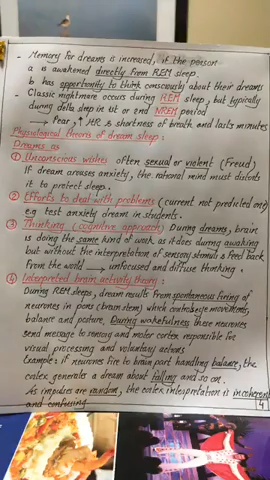 - Memory for dreams is increased, if the person
a is awakened directly from REM sleep.
b has opportunity to think consciously about their dreams
- Classic nightmare occurs during REM sleep, but typically
during delta sleep in 1st or 2nd NREM period
→ Fear, ↑ HR & shortness of breath and lasts minutes
Physiological theories of dream sleep:
Dreams as
① Unconscious wishes often sexual or violent (Freud)
If dream arouses anxiety, the rational mind must distorts
it to protect sleep.
② Efforts to deal with problems (current not predicted one)
e.g test anxiety dream in students.
③ Thinking (cognitive approach) During dreams, brain
is doing the same kind of work as it does during awaking
but without the interpretation of sensory stimuls & feel back
from the world → unfocused and diffuse thinking.
④ Interpreted brain activity theory:
During REM sleep, dream results from spontaneous firing of
neurones in pons (brain stem) which controls eye movements,
balance and posture. During wakefulness these neurones
send message to sensory and motor cortex responsible for
visual processing and voluntary actions
Example: if neurones fire to brain part handling balance, the
cortex generates a dream about falling and so on.
As impulses are random, the cortex interpretation is incoherent
and confusing
4